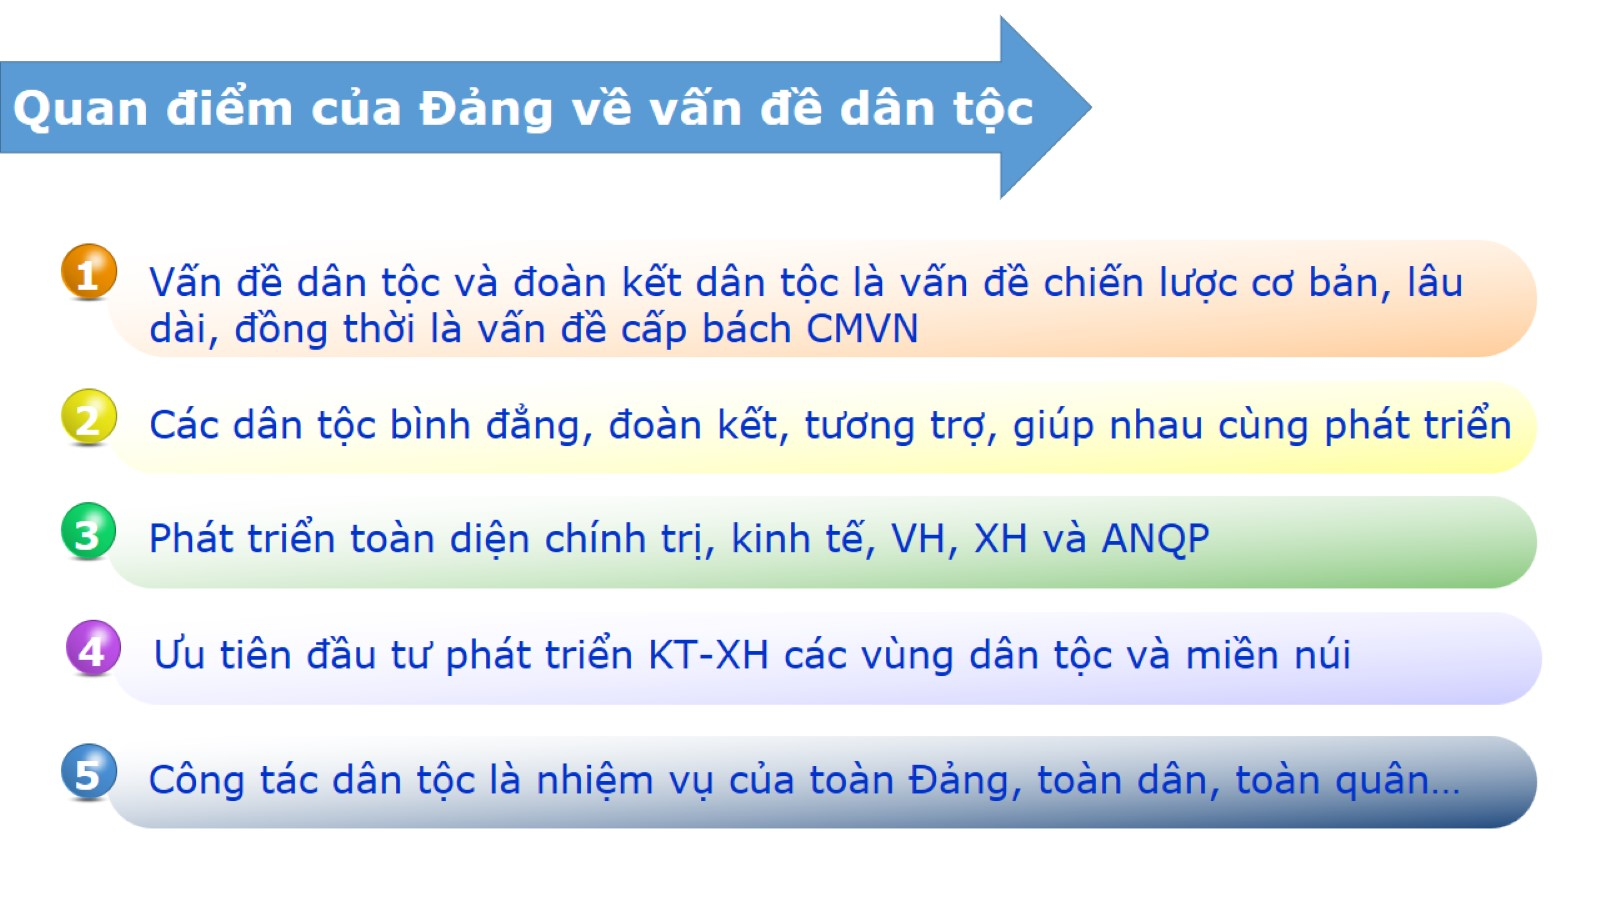 Quan điểm của Đảng về vấn đề dân tộc
1
Vấn đề dân tộc và đoàn kết dân tộc là vấn đề chiến lược cơ bản, lâu
dài, đồng thời là vấn đề cấp bách CMVN
2
Các dân tộc bình đẳng, đoàn kết, tương trợ, giúp nhau cùng phát triển
3
Phát triển toàn diện chính trị, kinh tế, VH, XH và ANQP
4
Ưu tiên đầu tư phát triển KT-XH các vùng dân tộc và miền núi
5
Công tác dân tộc là nhiệm vụ của toàn Đảng, toàn dân, toàn quân...